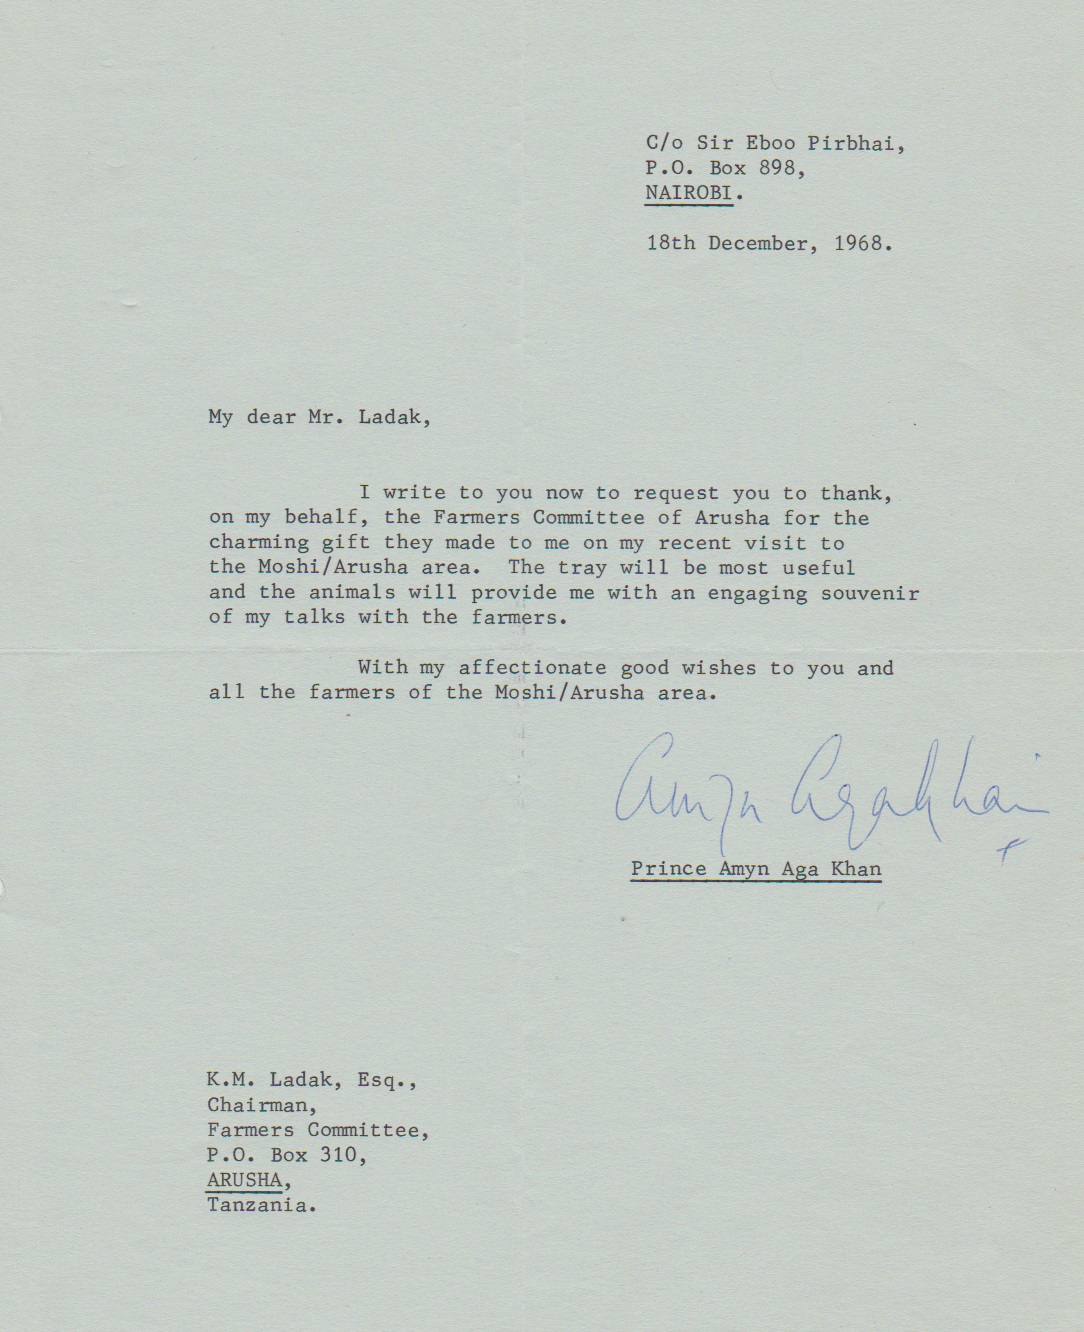 C/o Sir Eboo Pirbhai,
P.O. Box 898,
NAIROBI.
18th December, 1968.
My dear Mr. Ladak,
I write to you now to request you to thank,
on my behalf, the Farmers Committee of Arusha for the
charming gift they made to me on my recent visit to
the Moshi/Arusha area. The tray will be most useful
and the animals will provide me with an engaging souvenir
of my talks with the farmers.
With my affectionate good wishes to you and
all the farmers of the Moshi/Arusha area.
Amyn Aga Khan
Prince Amyn Aga Khan
K.M. Ladak, Esq.,
Chairman,
Farmers Committee,
P.O. Box 310,
ARUSHA,
Tanzania.